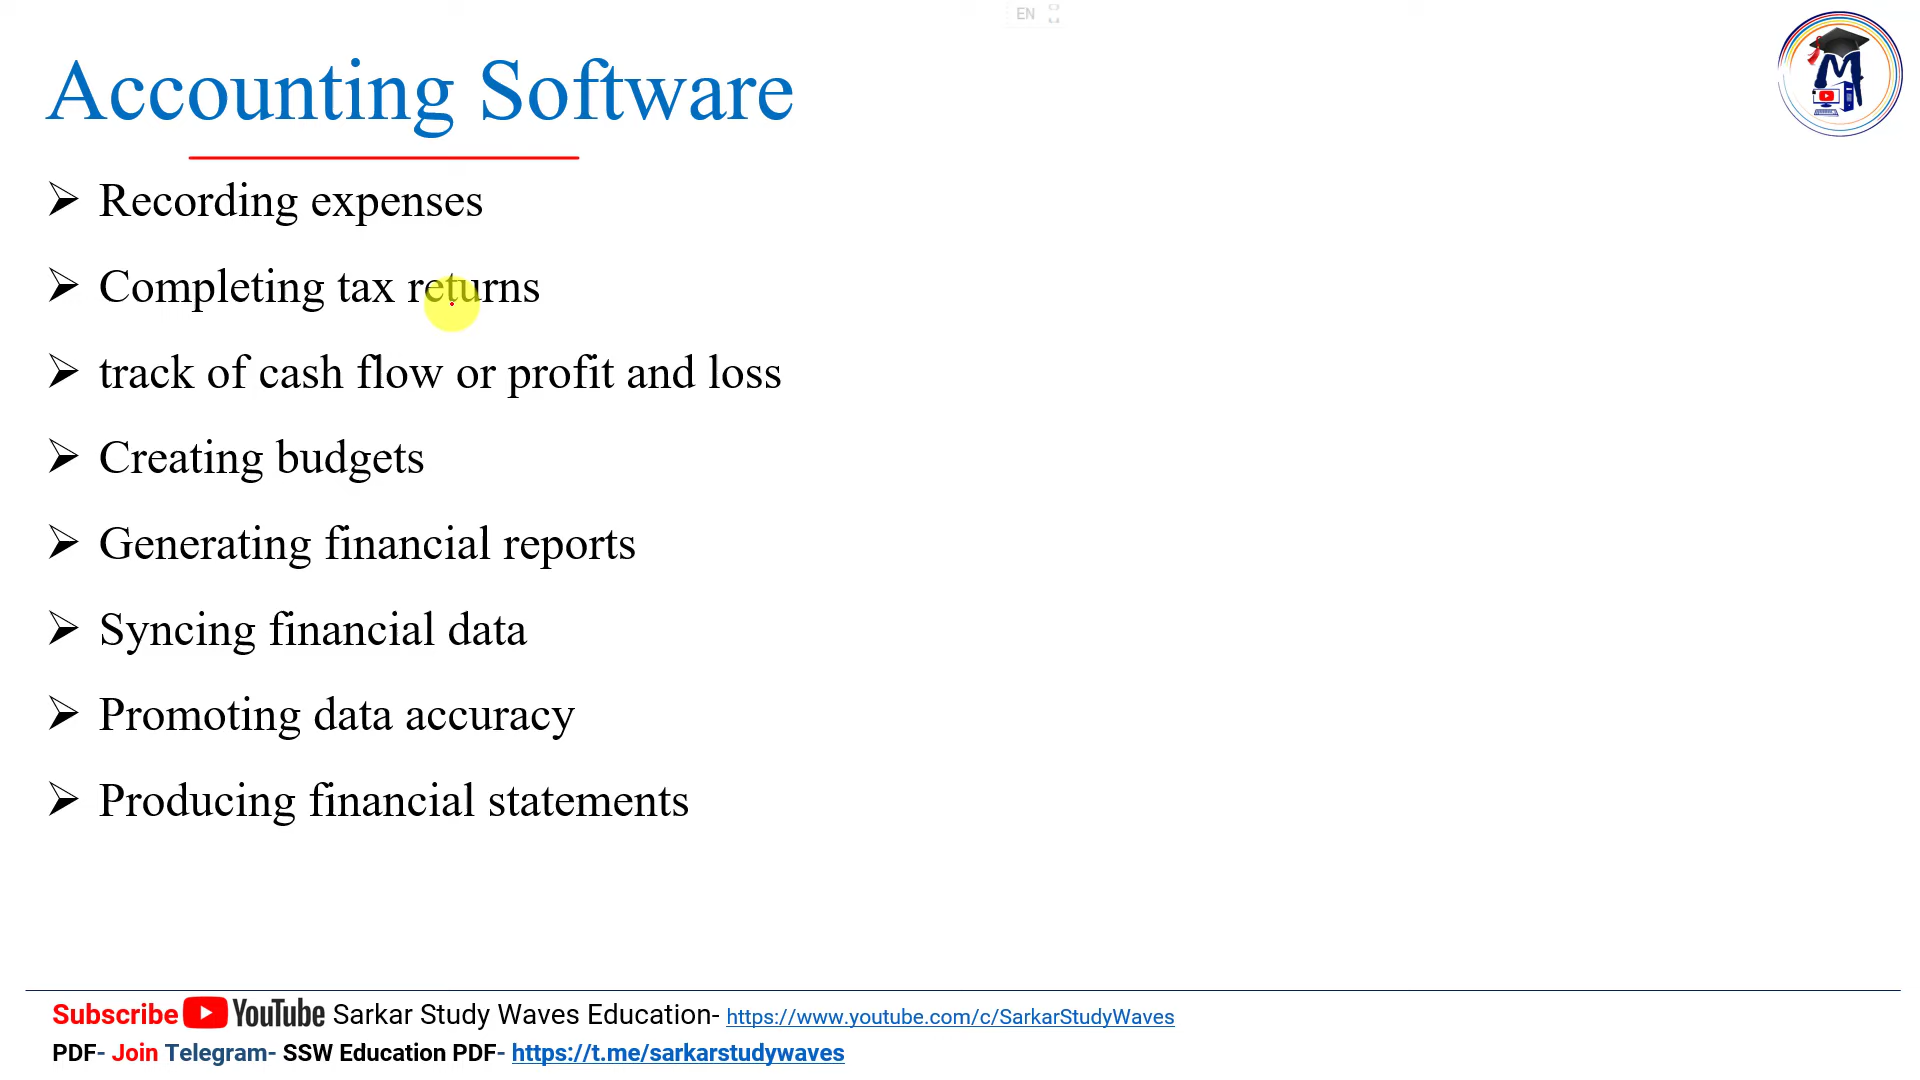 EN
Accounting Software
➢ Recording expenses
➢ Completing tax returns
➢ track of cash flow or profit and loss
➢ Creating budgets
➢ Generating financial reports
➢ Syncing financial data
➢ Promoting data accuracy
➢ Producing financial statements
Subscribe YouTube Sarkar Study Waves Education- https://www.youtube.com/c/SarkarStudyWaves
PDF- Join Telegram- SSW Education PDF- https://t.me/sarkarstudywaves